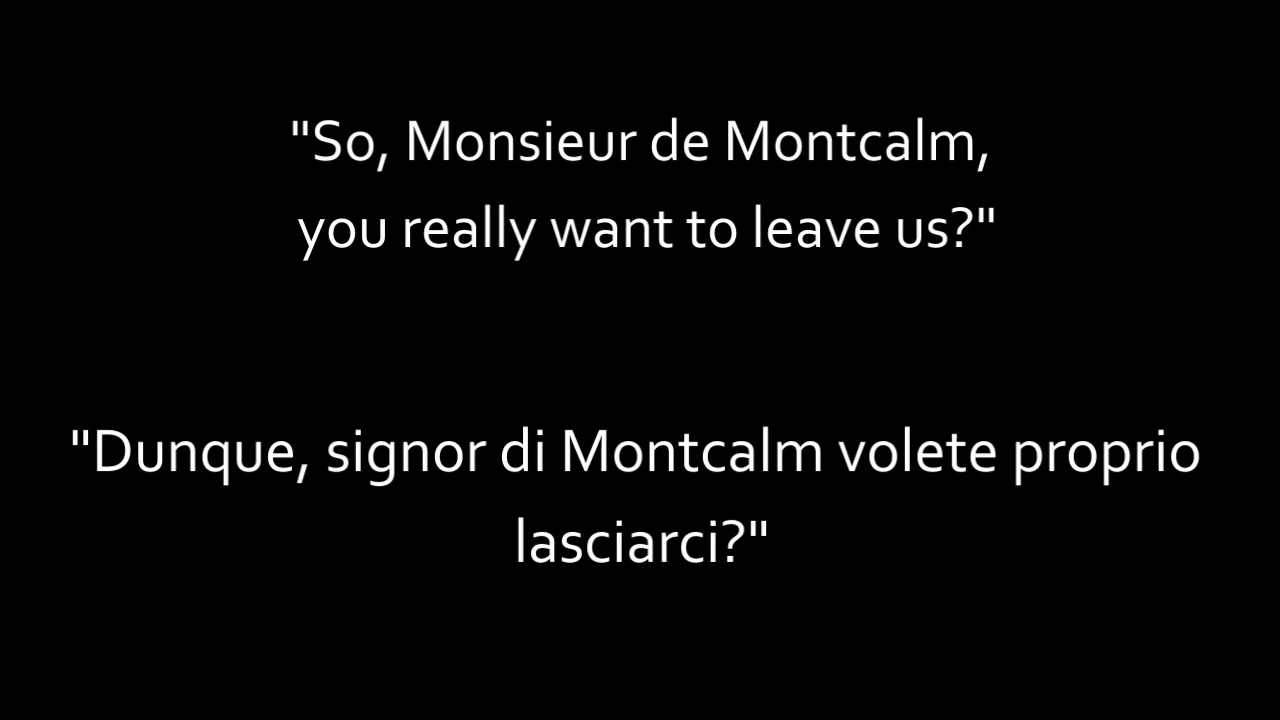 "So, Monsieur de Montcalm,
you really want to leave us?"
"Dunque, signor di Montcalm volete proprio
lasciarci?"